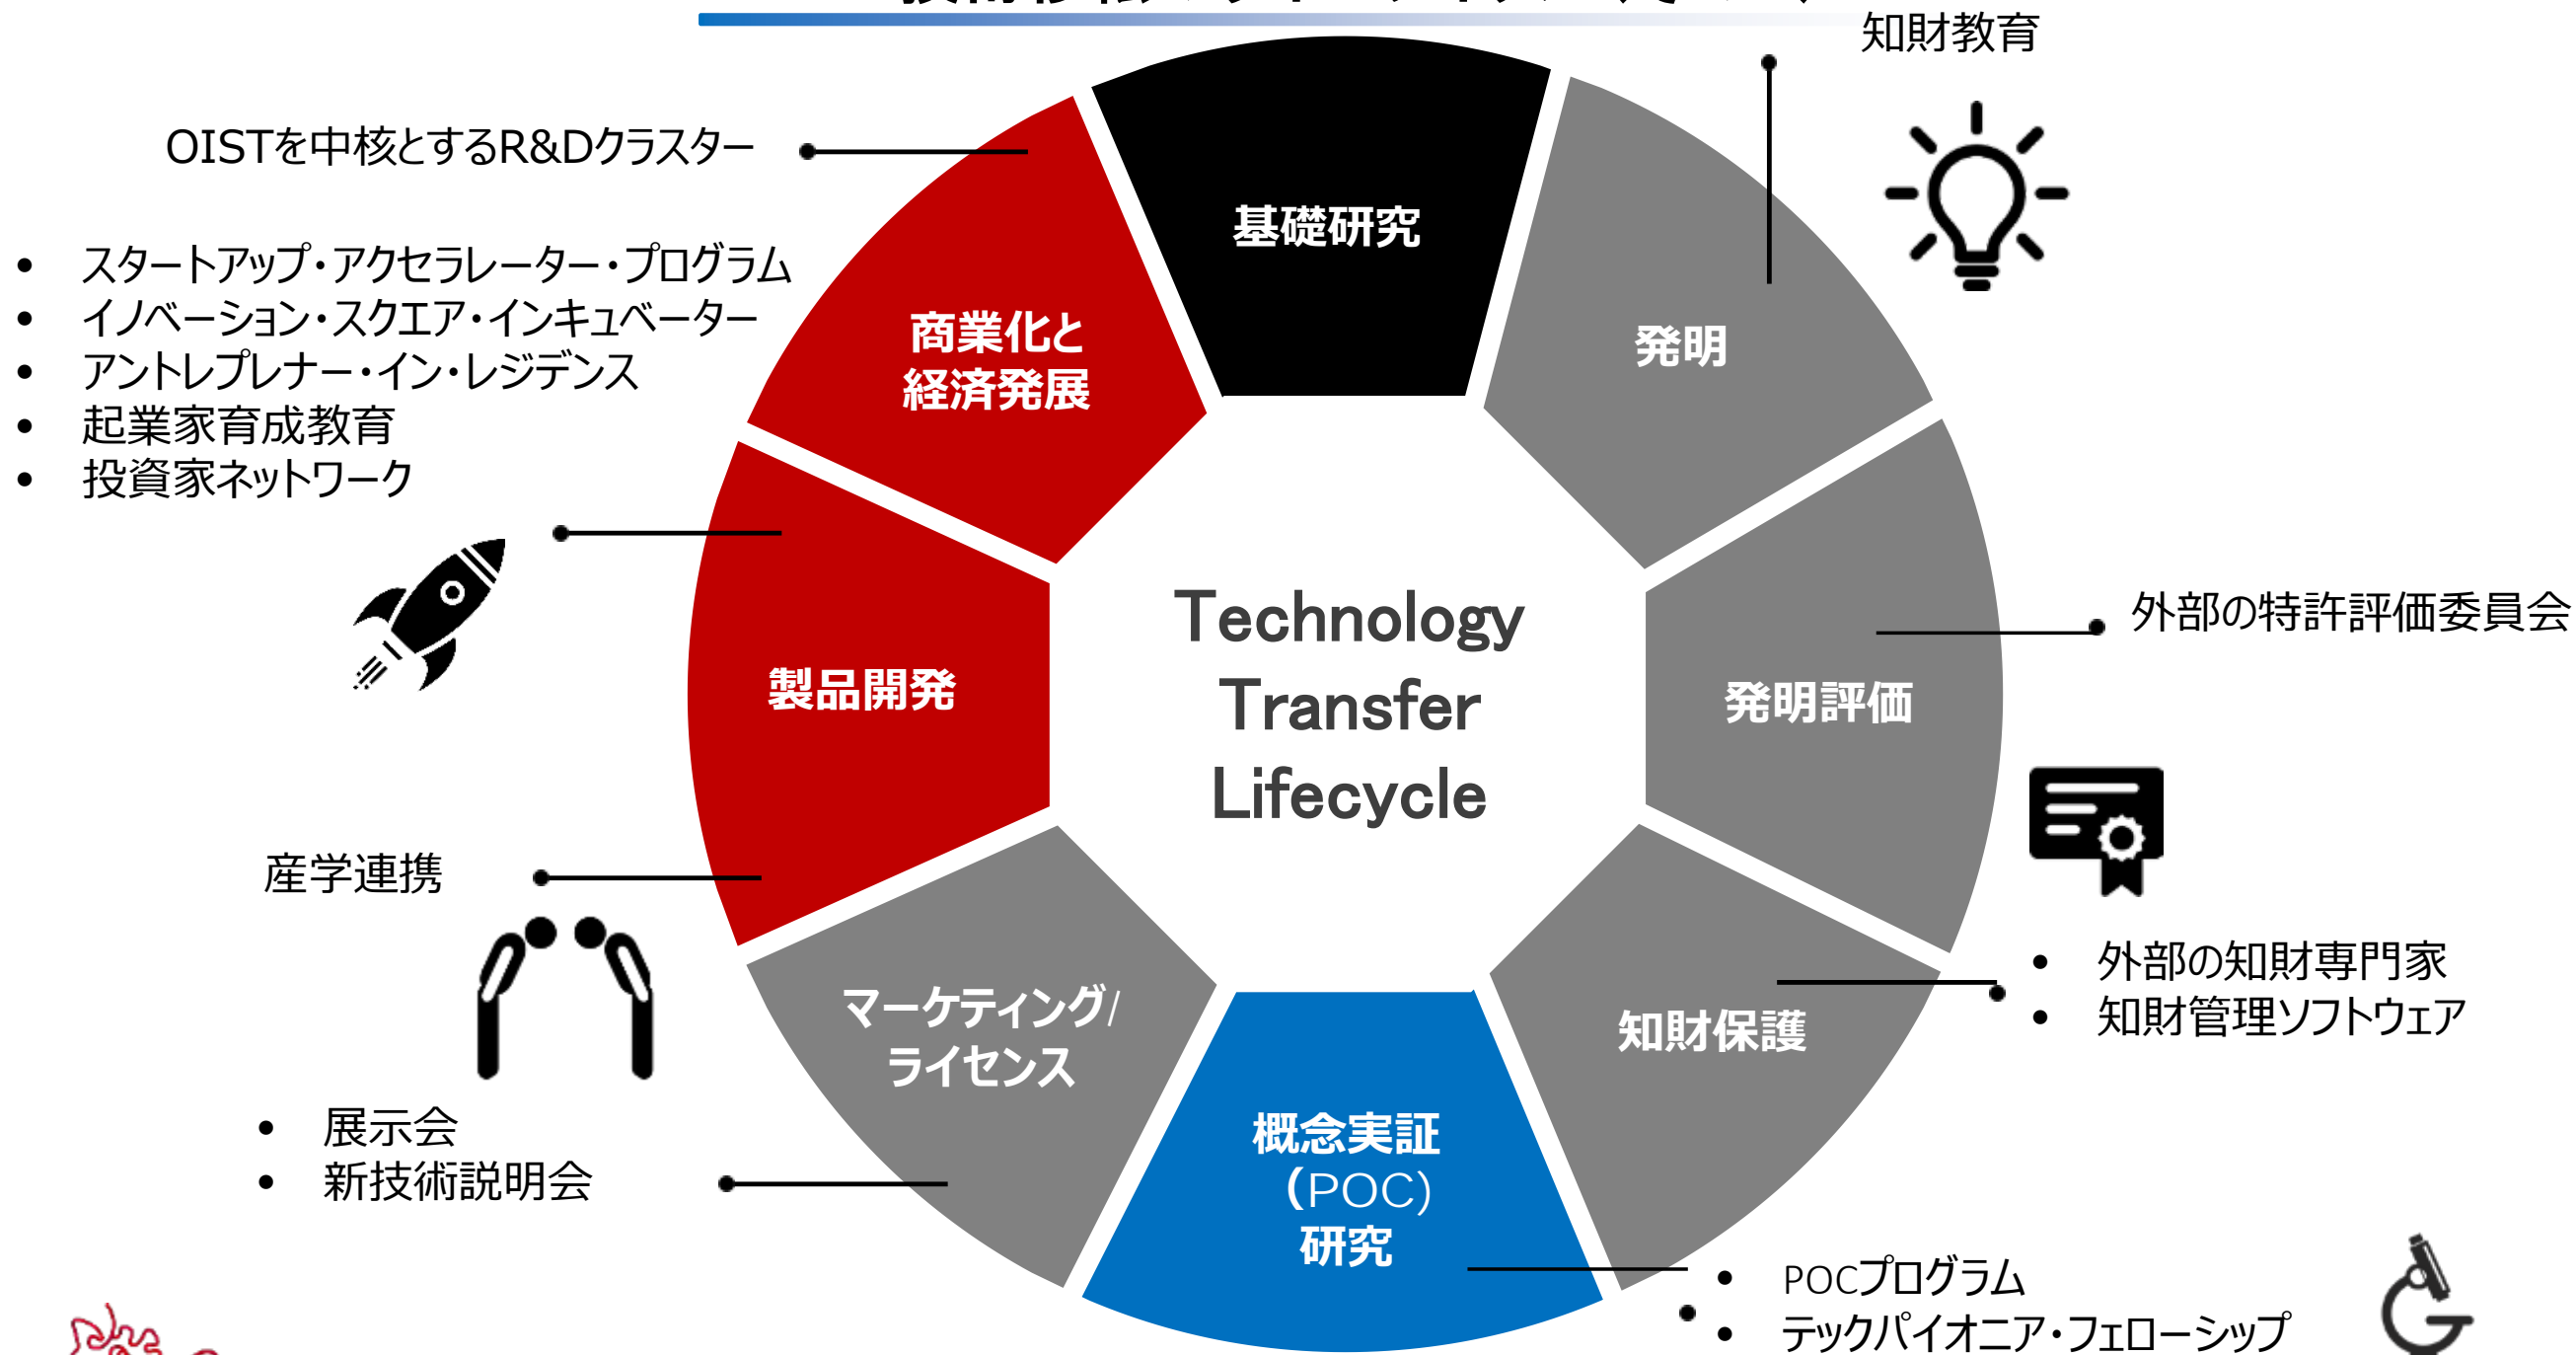 知財教育
OISTを中核とするR&Dクラスター
基礎研究
• スタートアップ・アクセラレーター・プログラム
• イノベーション・スクエア・インキュベーター
• アントレプレナー・イン・レジデンス
• 起業家育成教育
• 投資家ネットワーク
商業化と
経済発展
発明
Technology
Transfer
Lifecycle
外部の特許評価委員会
製品開発
発明評価
産学連携
• 外部の知財専門家
• 知財管理ソフトウェア
マーケティング/
ライセンス
知財保護
• 展示会
• 新技術説明会
概念実証
(POC)
研究
• POCプログラム
• テックパイオニア・フェローシップ